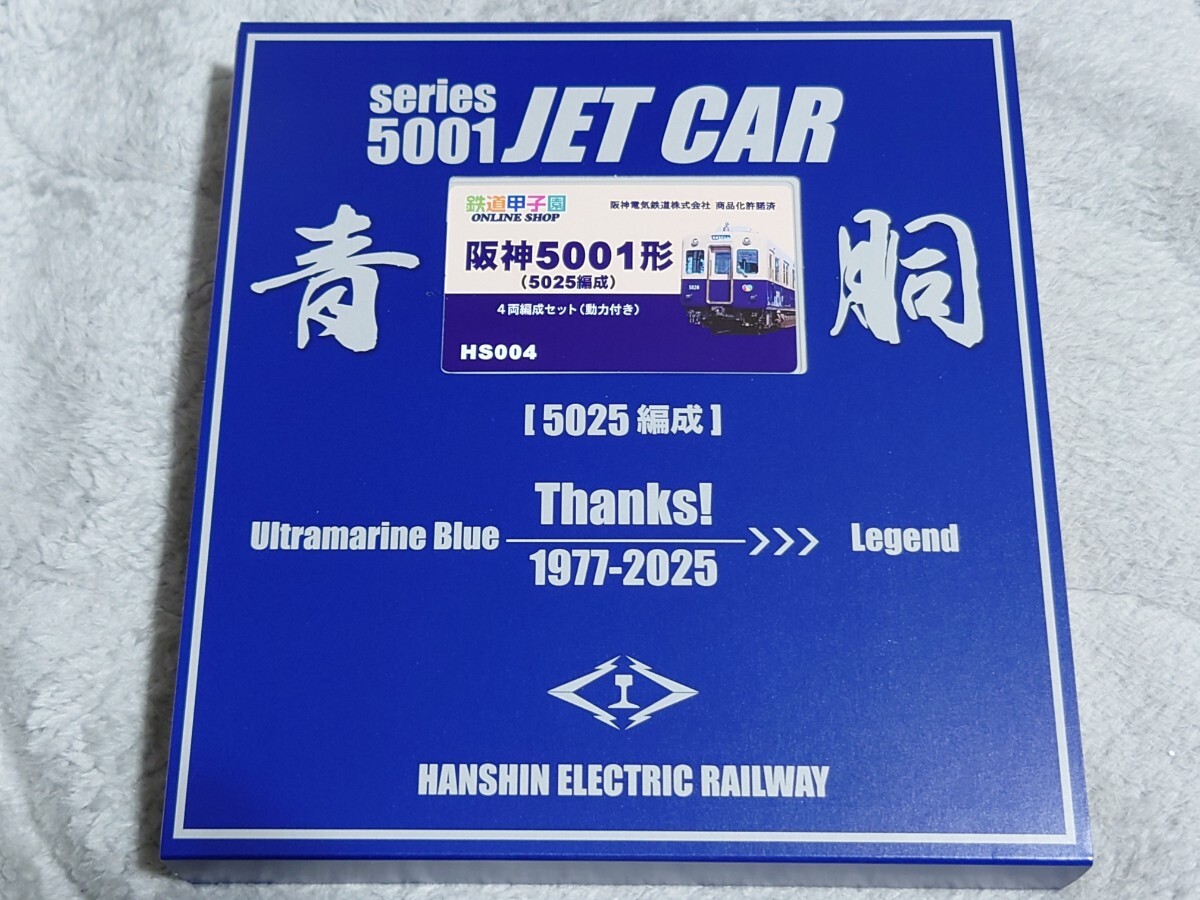 series
5001 JET CAR
鉄道甲子園
ONLINE SHOP
阪神電気鉄道株式会社 商品化許諾済
阪神5001形
(5025編成)
4両編成セット(動力付き)
HS004
青胴
[5025編成]
Thanks!
Ultramarine Blue
Legend
1977-2025
HANSHIN ELECTRIC RAILWAY